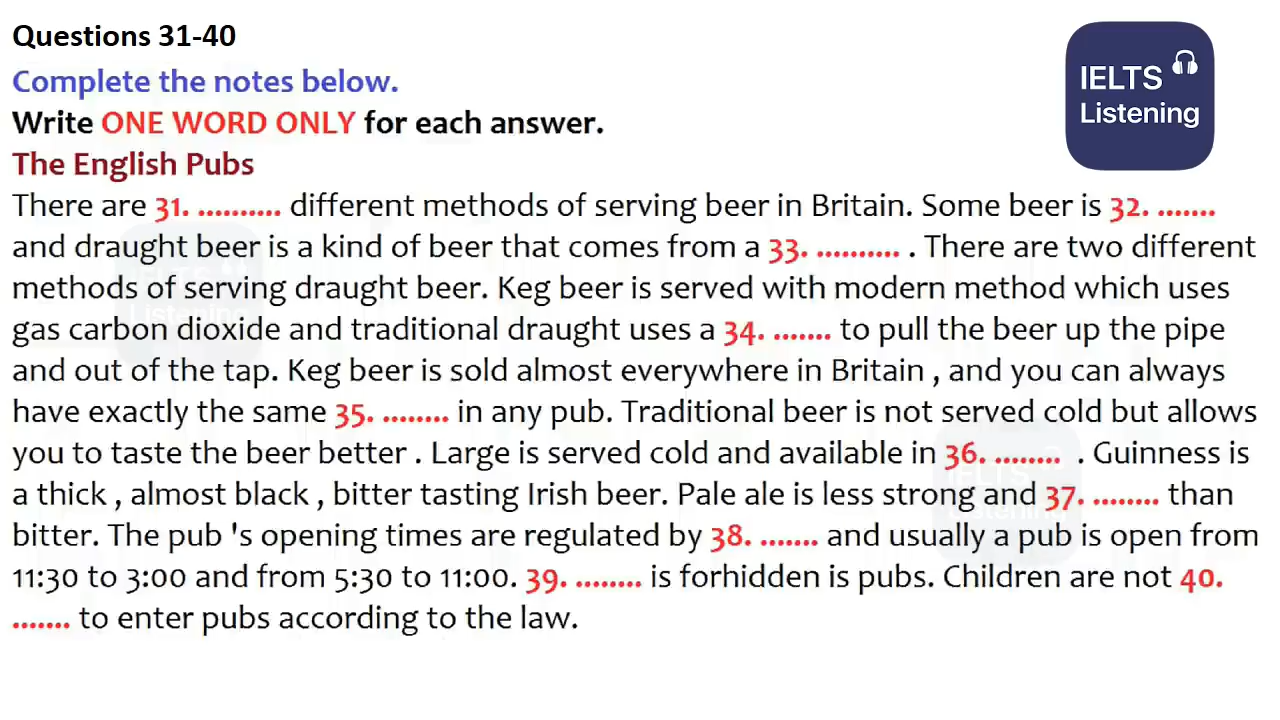 Questions 31-40
IELTS
Listening
Complete the notes below.
Write ONE WORD ONLY for each answer.
The English Pubs
There are 31. .......... different methods of serving beer in Britain. Some beer is 32. .......
and draught beer is a kind of beer that comes from a 33. .......... . There are two different
methods of serving draught beer. Keg beer is served with modern method which uses
gas carbon dioxide and traditional draught uses a 34. ....... to pull the beer up the pipe
and out of the tap. Keg beer is sold almost everywhere in Britain , and you can always
have exactly the same 35. ........ in any pub. Traditional beer is not served cold but allows
you to taste the beer better . Large is served cold and available in 36. ........ . Guinness is
a thick , almost black , bitter tasting Irish beer. Pale ale is less strong and 37. ........ than
bitter. The pub 's opening times are regulated by 38. ....... and usually a pub is open from
11:30 to 3:00 and from 5:30 to 11:00. 39. ........ is forhidden is pubs. Children are not 40.
....... to enter pubs according to the law.
IELTS
Listening
IELTS
Listening